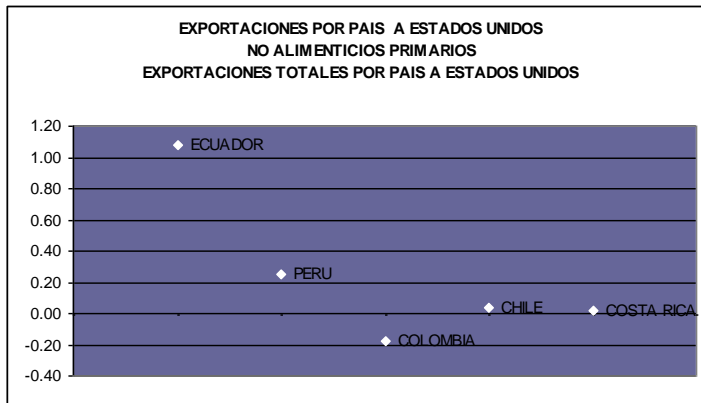 EXPORTACIONES POR PAIS A ESTADOS UNIDOS
NO ALIMENTICIOS PRIMARIOS
EXPORTACIONES TOTALES POR PAIS A ESTADOS UNIDOS
1.20
1.00
0.80
0.60
0.40
0.20
0.00
-0.20
-0.40
ECUADOR
PERU
COLOMBIA
CHILE
COSTA RICA